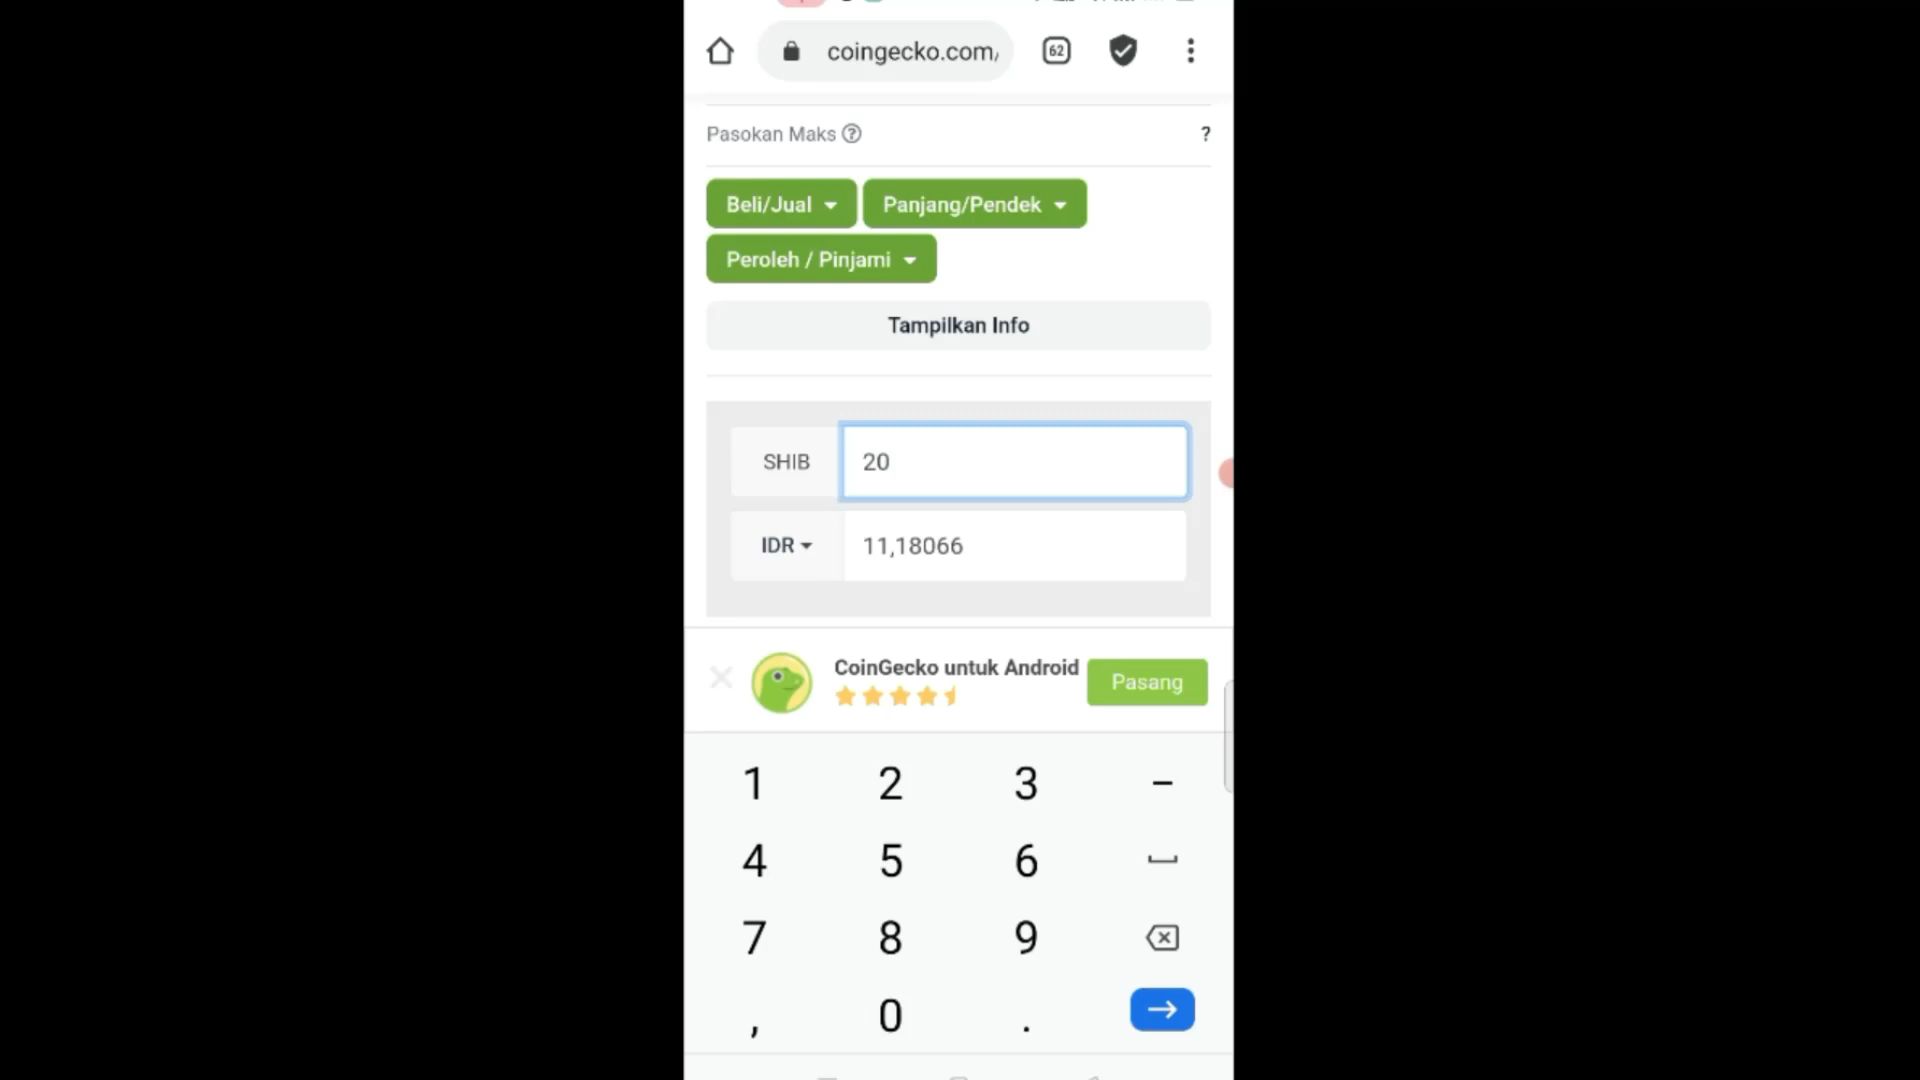 coingecko.com/
62
Pasokan Maks ?
?
Beli/Jual
Panjang/Pendek
Peroleh / Pinjami
Tampilkan Info
SHIB
20
IDR
11,18066
CoinGecko untuk Android
Pasang
1 2 3 -
4 5 6
7 8 9
, 0 .